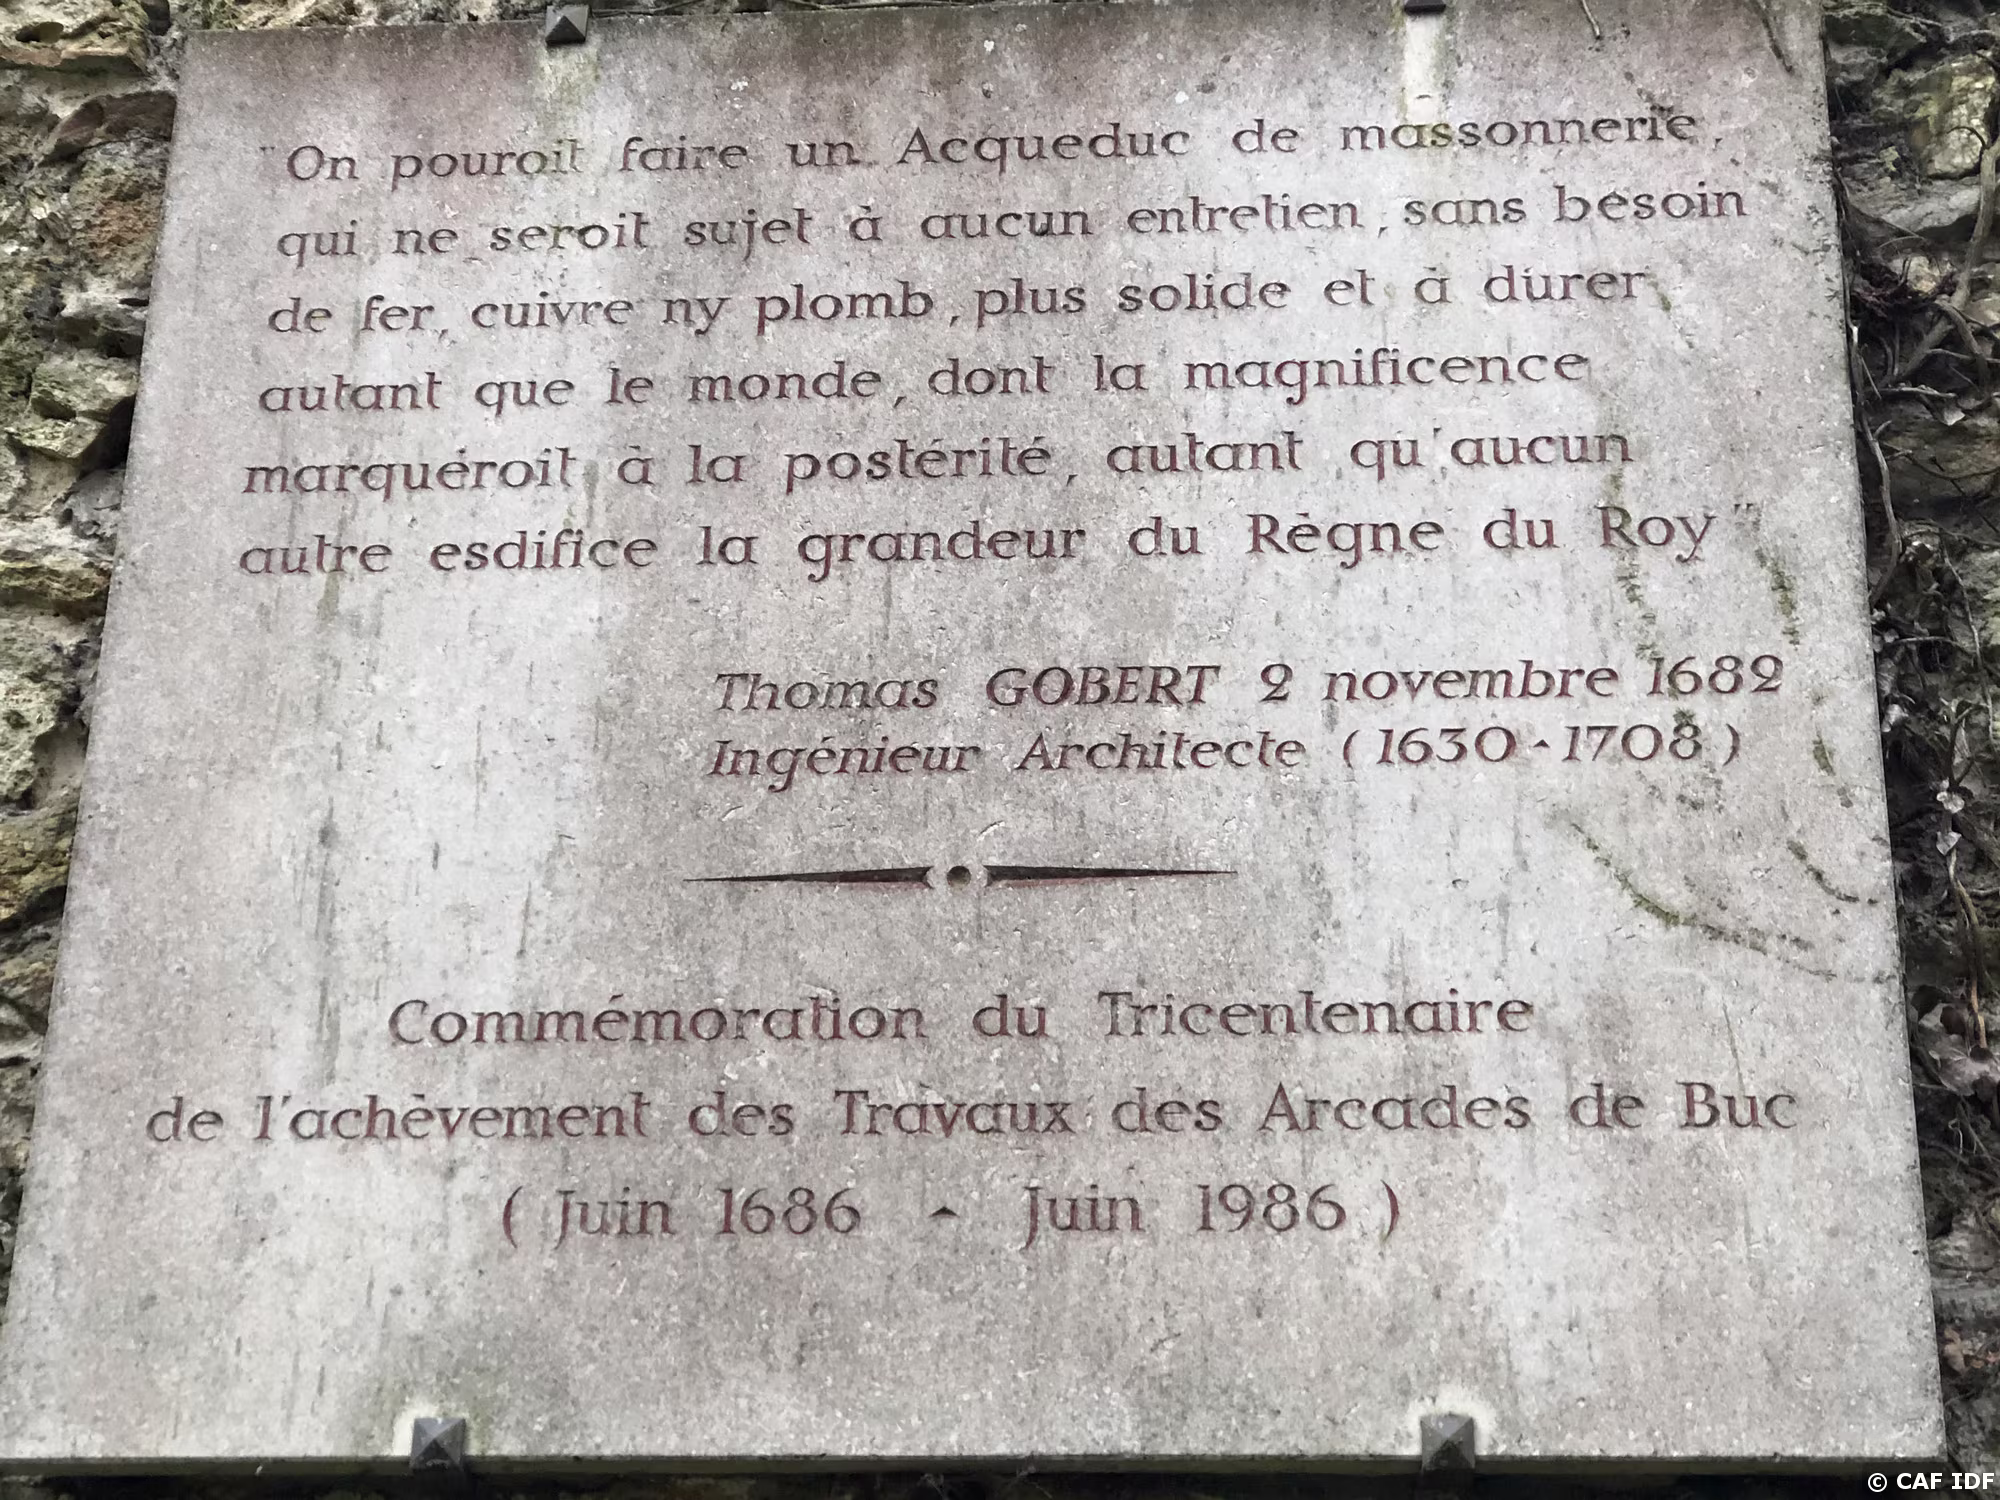 "On pouroit faire un Acqueduc de massonnerie,
qui ne seroit sujet à aucun entretien, sans besoin
de fer, cuivre ny plomb, plus solide et à durer
autant que le monde, dont la magnificence
marqueroit à la postérité, autant qu'aucun
autre esdifice la grandeur du Règne du Roy"
Thomas GOBERT 2 novembre 1682
Ingénieur Architecte (1630-1708)
Commémoration du Tricentenaire
de l'achèvement des Travaux des Arcades de Buc
(Juin 1686 - Juin 1986)
© CAF IDF